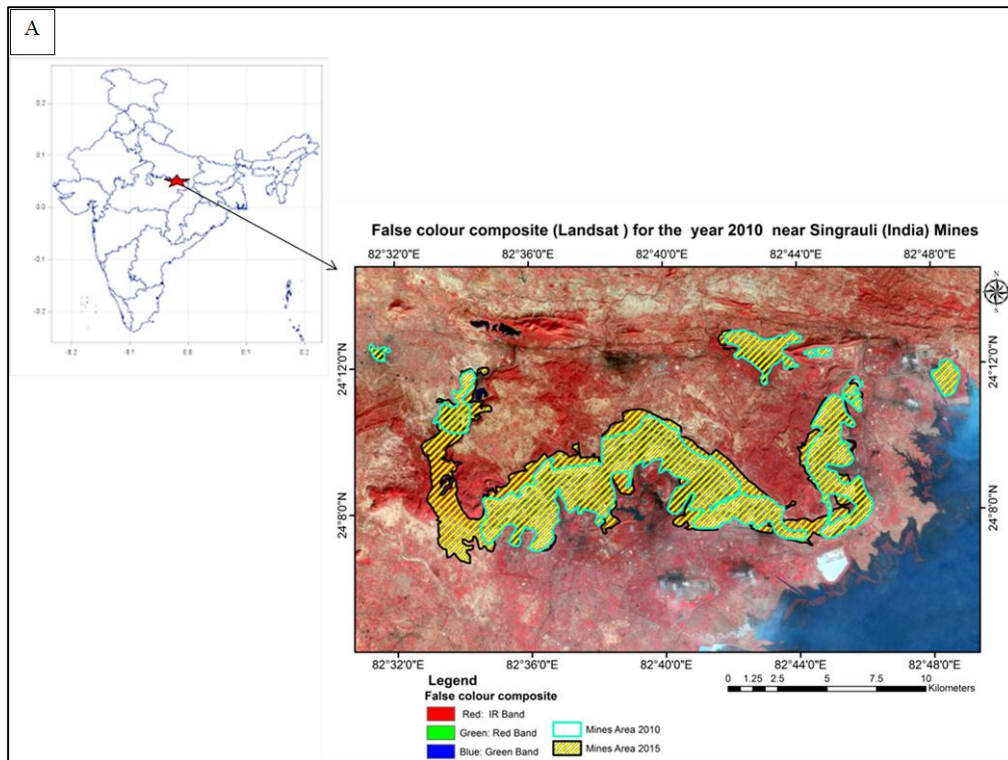 A
0.2
0.1
0.0
-0.1
-0.2
-0.2
-0.1
0.0
0.1
0.2
False colour composite (Landsat ) for the year 2010 near Singrauli (India) Mines
82°32'0"E 82°36'0"E 82°40'0"E 82°44'0"E 82°48'0"E
24°12'0"N 24°12'0"N
24°8'0"N 24°8'0"N
82°32'0"E 82°36'0"E 82°40'0"E 82°44'0"E 82°48'0"E
Legend
False colour composite
Red: IR Band
Green: Red Band
Blue: Green Band
Mines Area 2010
Mines Area 2015
0 1.25 2.5 5 7.5 10
Kilometers